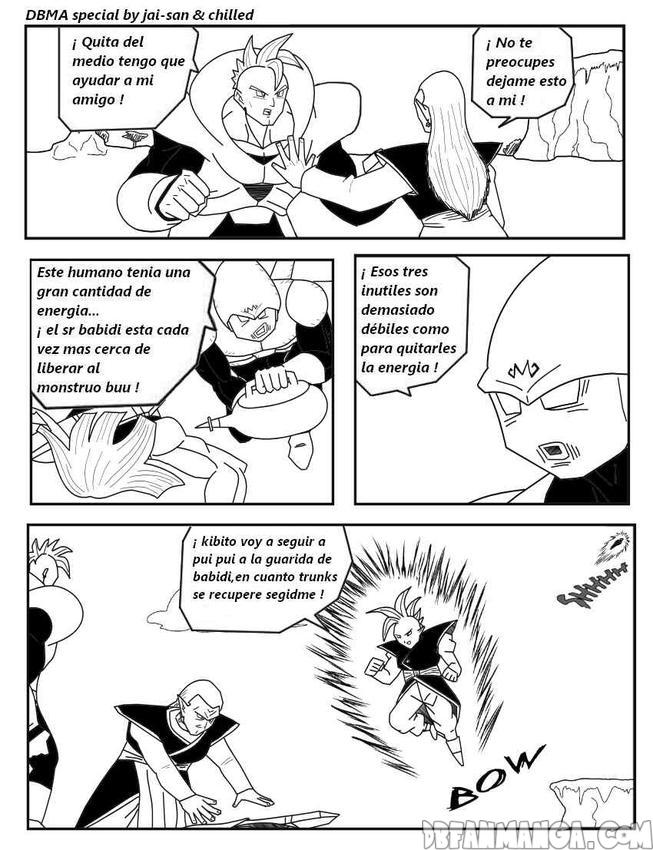 DBMA special by jai-san & chilled
¡ Quita del
medio tengo que
ayudar a mi
amigo !
¡ No te
preocupes
dejame esto
a mi !
Este humano tenia una
gran cantidad de
energia...
¡ el sr babidi esta cada
vez mas cerca de
liberar al
monstruo buu !
¡ Esos tres
inutiles son
demasiado
débiles como
para quitarles
la energia !
¡ kibito voy a seguir a
pui pui a la guarida de
babidi,en cuanto trunks
se recupere segidme !
BOW
DBFANMANGA.COM